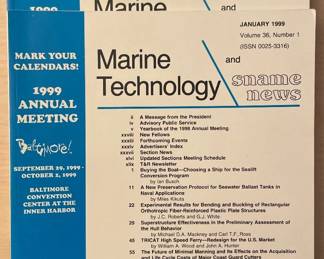 1999
Marine
and
MARK YOUR
CALENDARS!
1999
ANNUAL
MEETING
Baltimore!
SEPTEMBER 29, 1999 -
OCTOBER 2, 1999
BALTIMORE
CONVENTION
CENTER AT THE
INNER HARBOR
JANUARY 1999
Volume 36, Number 1
(ISSN 0025-3316)
Marine
Technology
and
sname
news
ii A Message from the President
iv Advisory Public Service
v Yearbook of the 1998 Annual Meeting
xxviii New Fellows
xxxiii Forthcoming Events
xxxiv Advertisers' Index
xxxvii Section News
xlvi Updated Sections Meeting Schedule
xlix T&R Newsletter
1 Buying the Boat—Choosing a Ship for the Sealift
Conversion Program
by Ian Busch
11 A New Preservation Protocol for Seawater Ballast Tanks in
Naval Applications
by Miles Kikuta
22 Experimental Results for Bending and Buckling of Rectangular
Orthotropic Fiber-Reinforced Plastic Plate Structures
by J.C. Roberts and G.J. White
28 Superstructure Effectiveness in the Preliminary Assessment of
the Hull Behavior
by Michael D.A. Mackney and Carl T.F. Ross
45 TRICAT High Speed Ferry—Redesign for the U.S. Market
by William A. Wood and John A. Hunter
55 The Future of Minimal Manning and Its Effects on the Acquisition
and Life Cycle Costs of Major Coast Guard Cutters